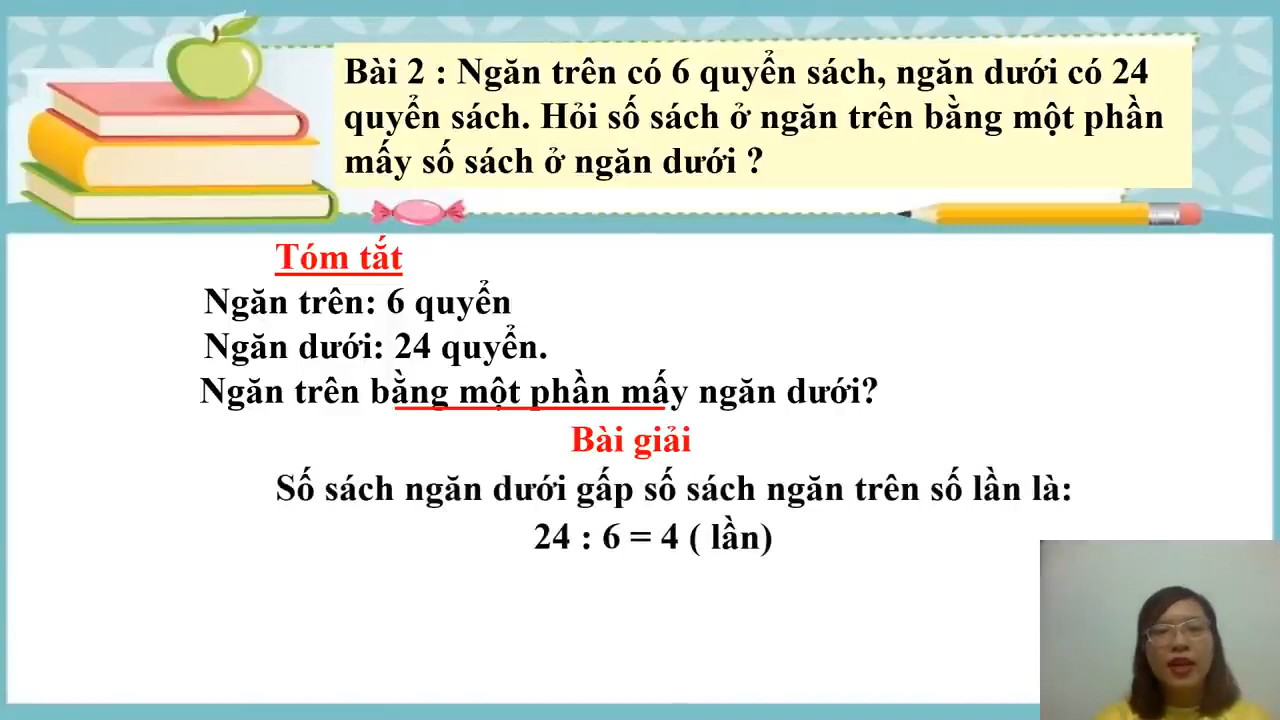 Bài 2 : Ngăn trên có 6 quyển sách, ngăn dưới có 24
quyển sách. Hỏi số sách ở ngăn trên bằng một phần
mấy số sách ở ngăn dưới ?
Tóm tắt
Ngăn trên: 6 quyển
Ngăn dưới: 24 quyển.
Ngăn trên bằng một phần mấy ngăn dưới?
Bài giải
Số sách ngăn dưới gấp số sách ngăn trên số lần là:
24 : 6 = 4 ( lần)